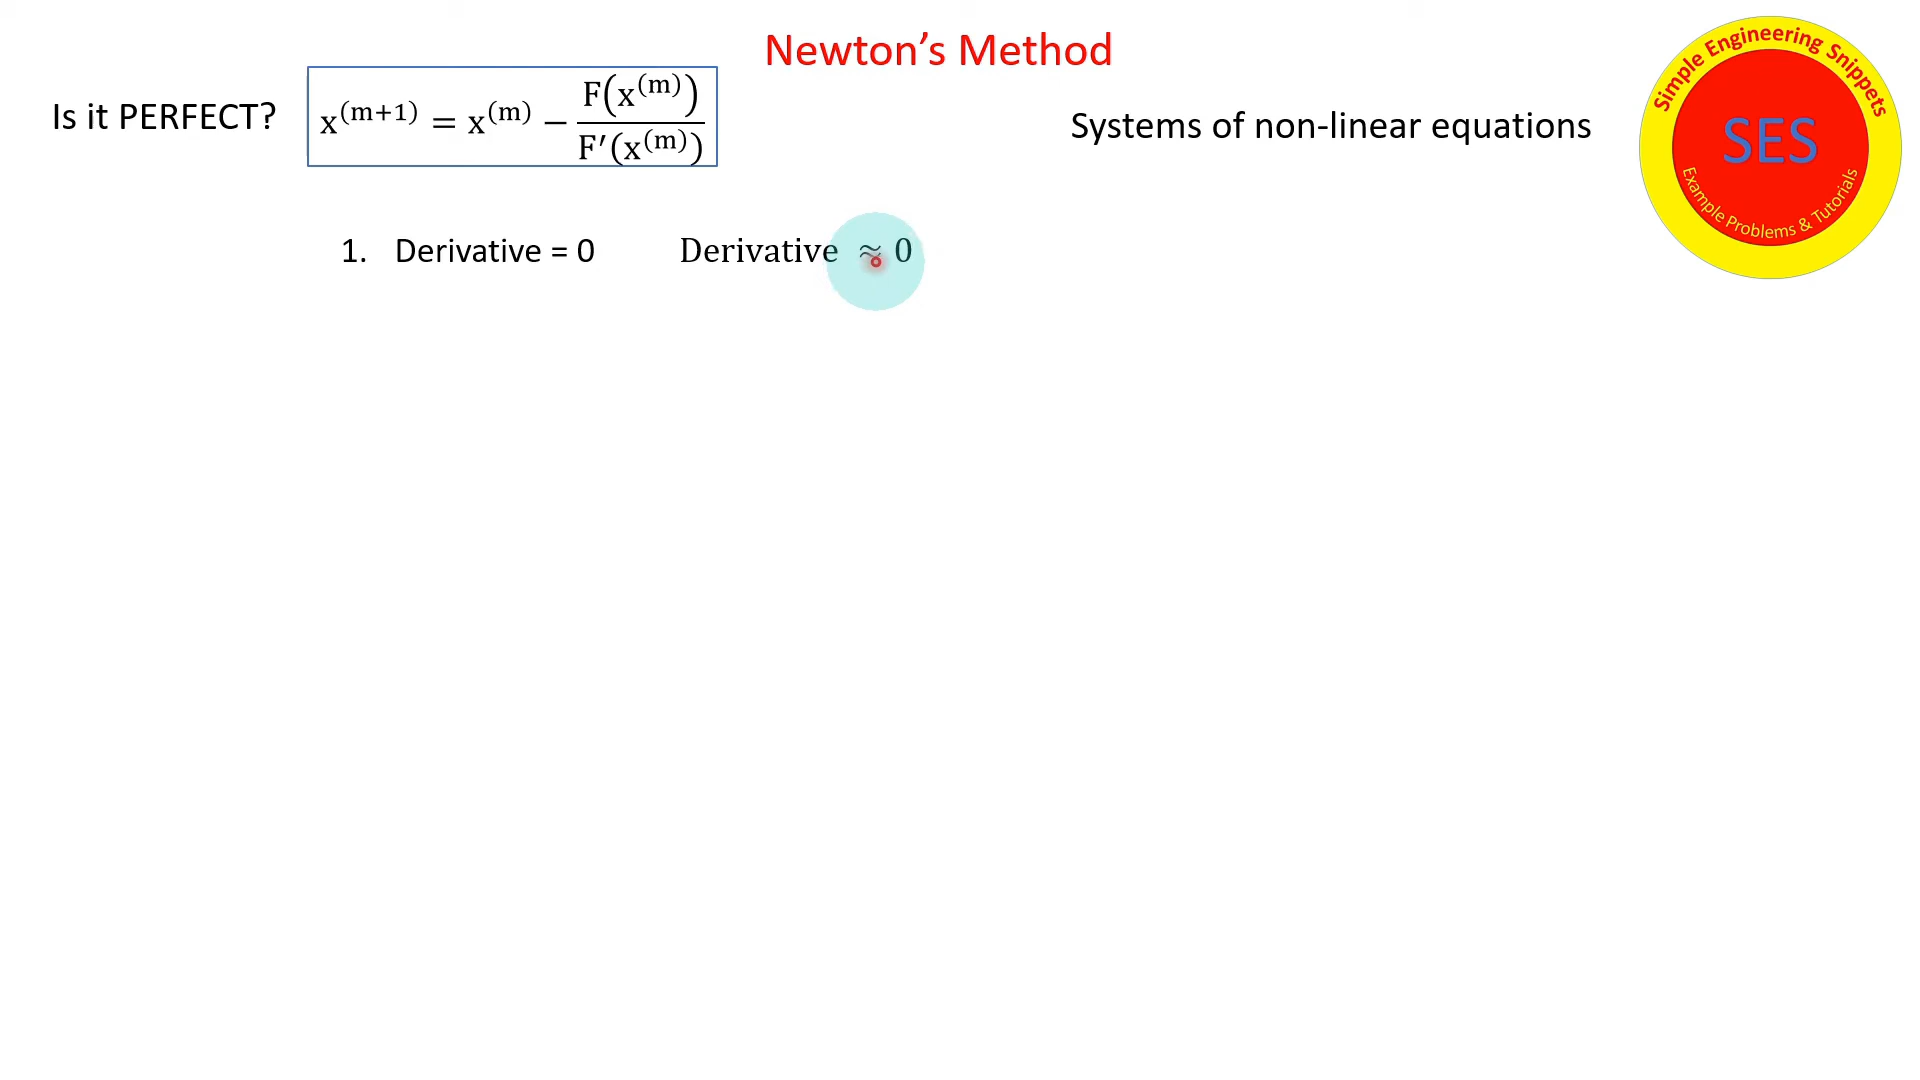 Newton’s Method
Is it PERFECT?
x^(m+1) = x^(m) − F(x^(m)) / F′(x^(m))
Systems of non-linear equations
Simple Engineering Snippets
SES
Example Problems & Tutorials
1. Derivative = 0 Derivative ≈ 0